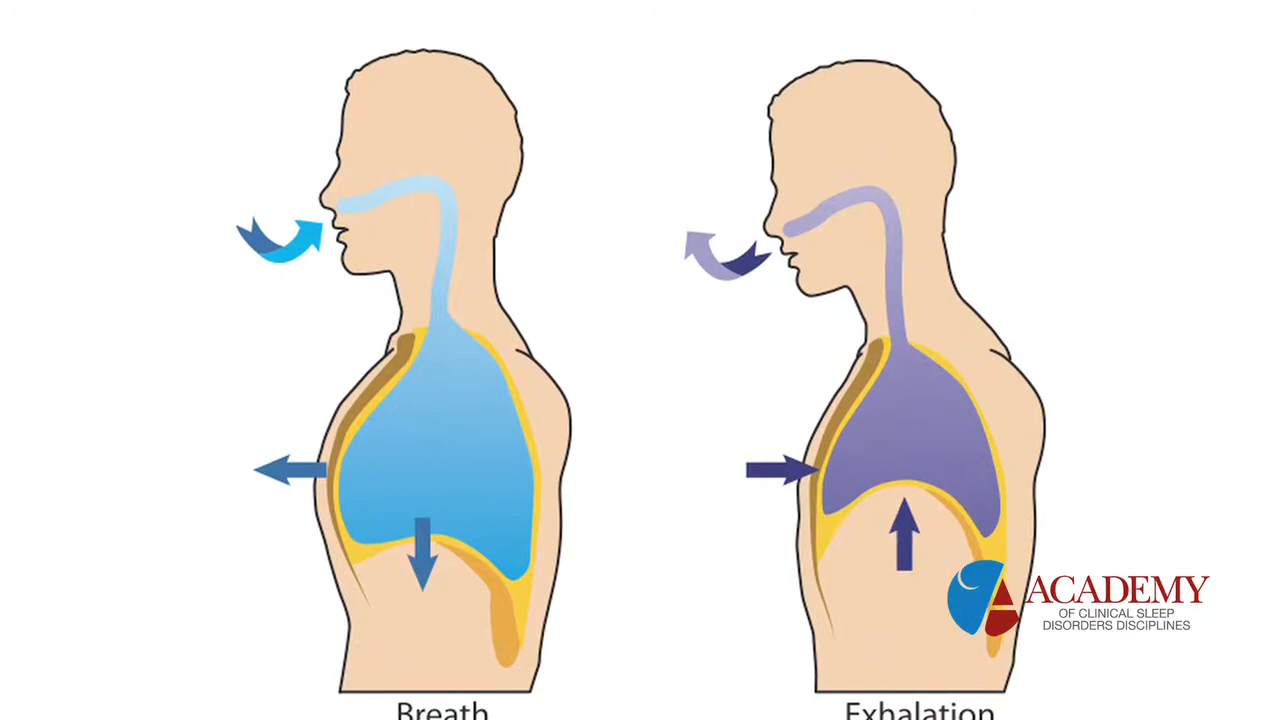 ACADEMY
OF CLINICAL SLEEP
DISORDERS DISCIPLINES
Breath
Exhalation